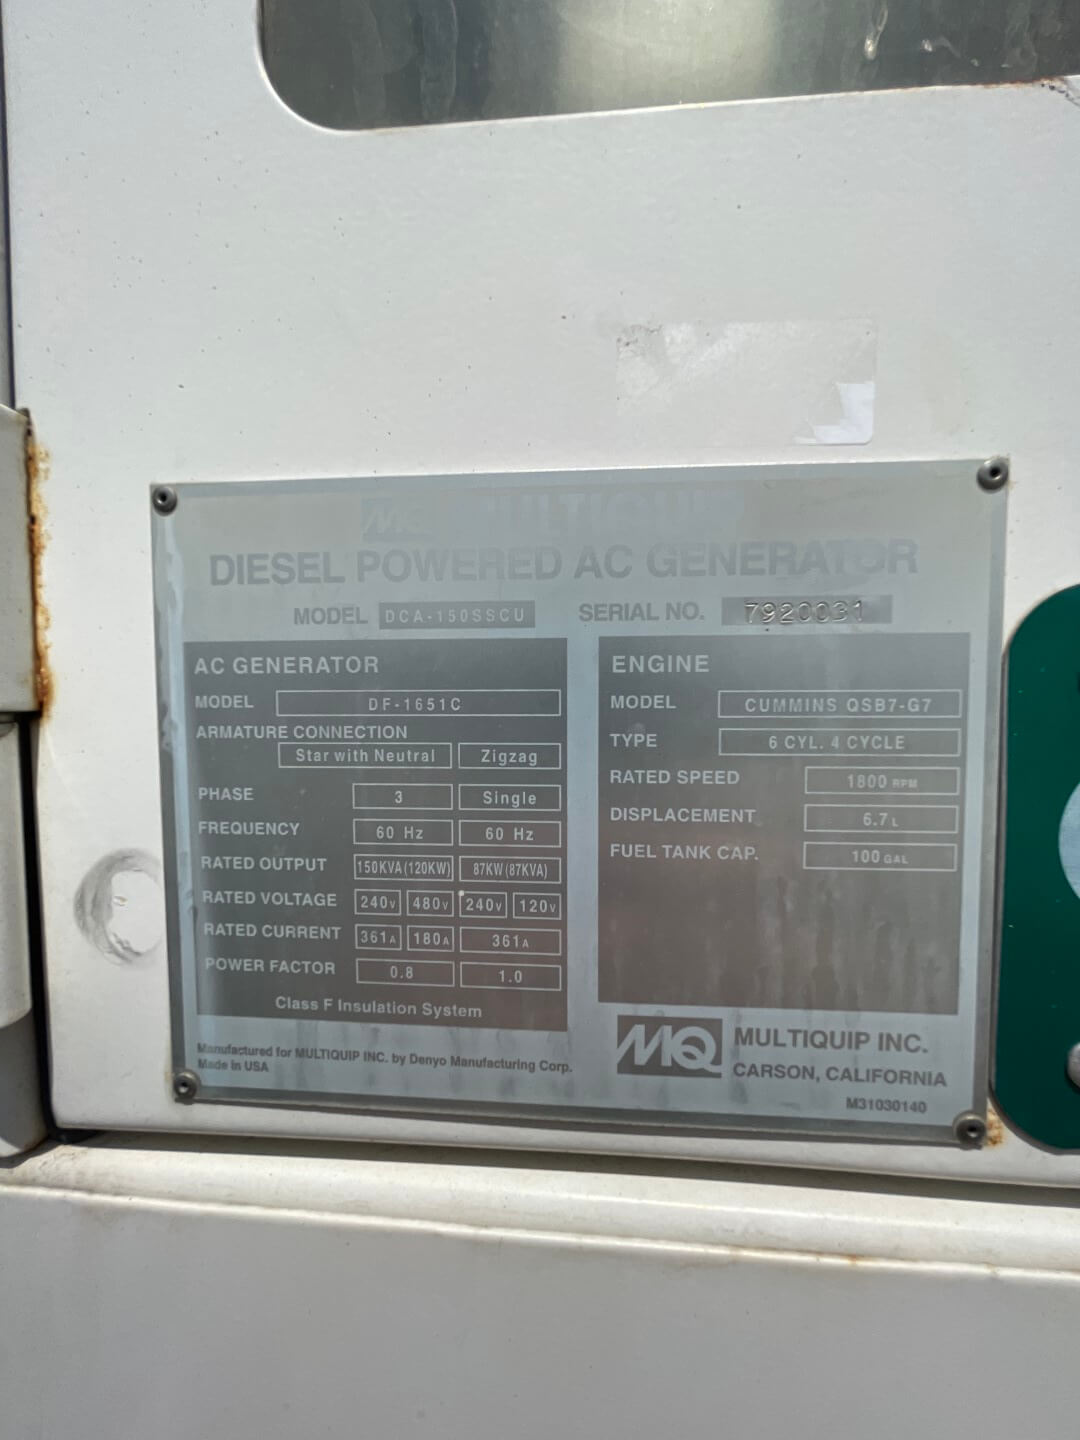 MQ MULTIQUIP
DIESEL POWERED AC GENERATOR
MODEL DCA-150SSCU SERIAL NO. 7920031
AC GENERATOR
MODEL DF-1651C
ARMATURE CONNECTION
Star with Neutral Zigzag
PHASE 3 Single
FREQUENCY 60 Hz 60 Hz
RATED OUTPUT 150KVA(120KW) 87KW(87KVA)
RATED VOLTAGE 240V 480V 240V 120V
RATED CURRENT 361A 180A 361A
POWER FACTOR 0.8 1.0
Class F Insulation System
ENGINE
MODEL CUMMINS QSB7-G7
TYPE 6 CYL. 4 CYCLE
RATED SPEED 1800 RPM
DISPLACEMENT 6.7L
FUEL TANK CAP. 100 GAL
Manufactured for MULTIQUIP INC. by Denyo Manufacturing Corp.
Made in USA
MQ MULTIQUIP INC.
CARSON, CALIFORNIA
M31030140